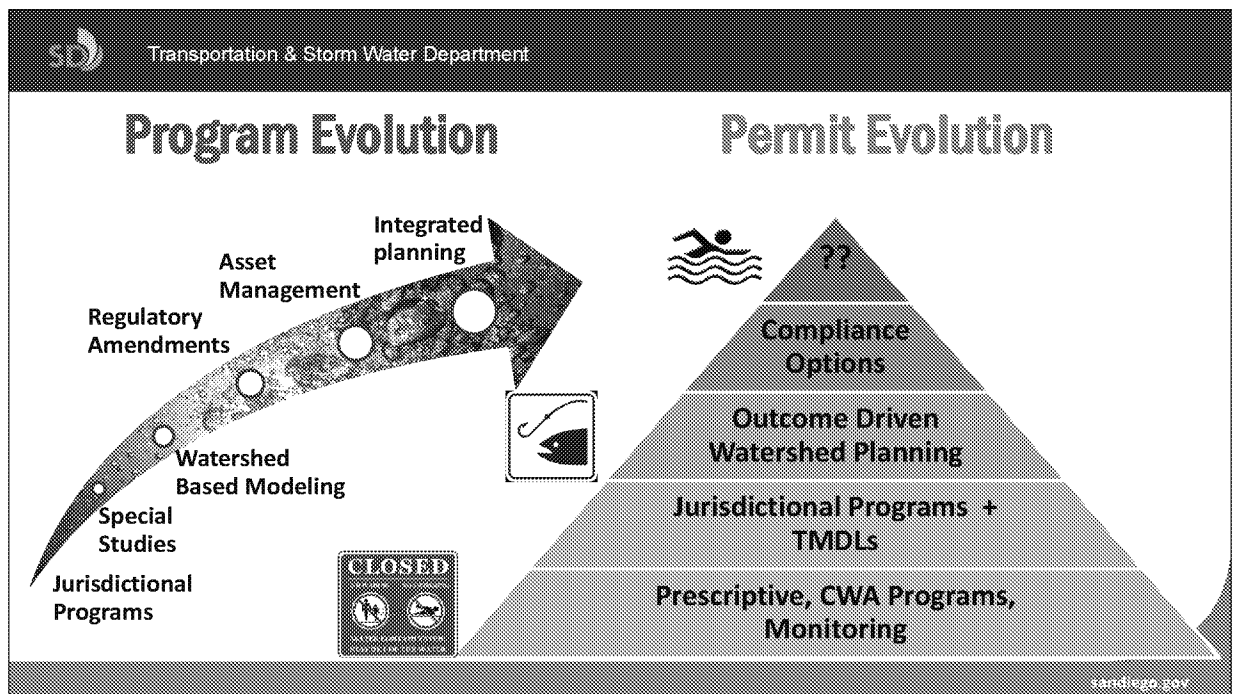 SD
Transportation & Storm Water Department
Program Evolution
Permit Evolution
Integrated
planning
Asset
Management
Regulatory
Amendments
Watershed
Based Modeling
Special
Studies
Jurisdictional
Programs
CLOSED
??
Compliance
Options
Outcome Driven
Watershed Planning
Jurisdictional Programs +
TMDLs
Prescriptive, CWA Programs,
Monitoring
sandiego.gov